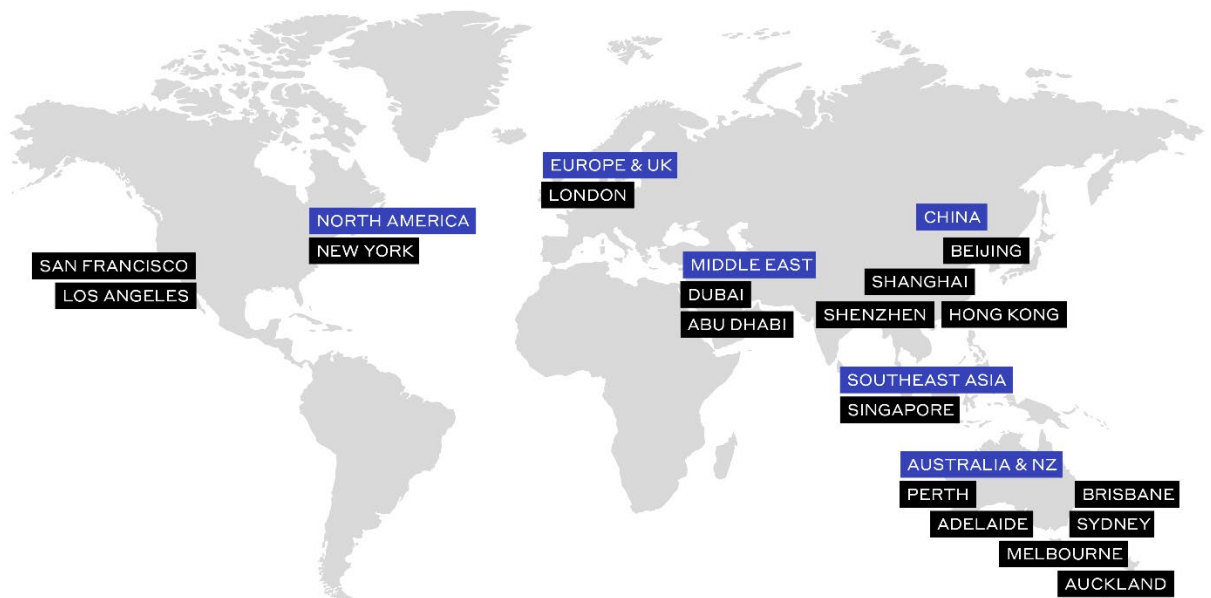 EUROPE & UK
LONDON
NORTH AMERICA
NEW YORK
SAN FRANCISCO
LOS ANGELES
CHINA
BEIJING
SHANGHAI
SHENZHEN
HONG KONG
MIDDLE EAST
DUBAI
ABU DHABI
SOUTHEAST ASIA
SINGAPORE
AUSTRALIA & NZ
PERTH
BRISBANE
ADELAIDE
SYDNEY
MELBOURNE
AUCKLAND